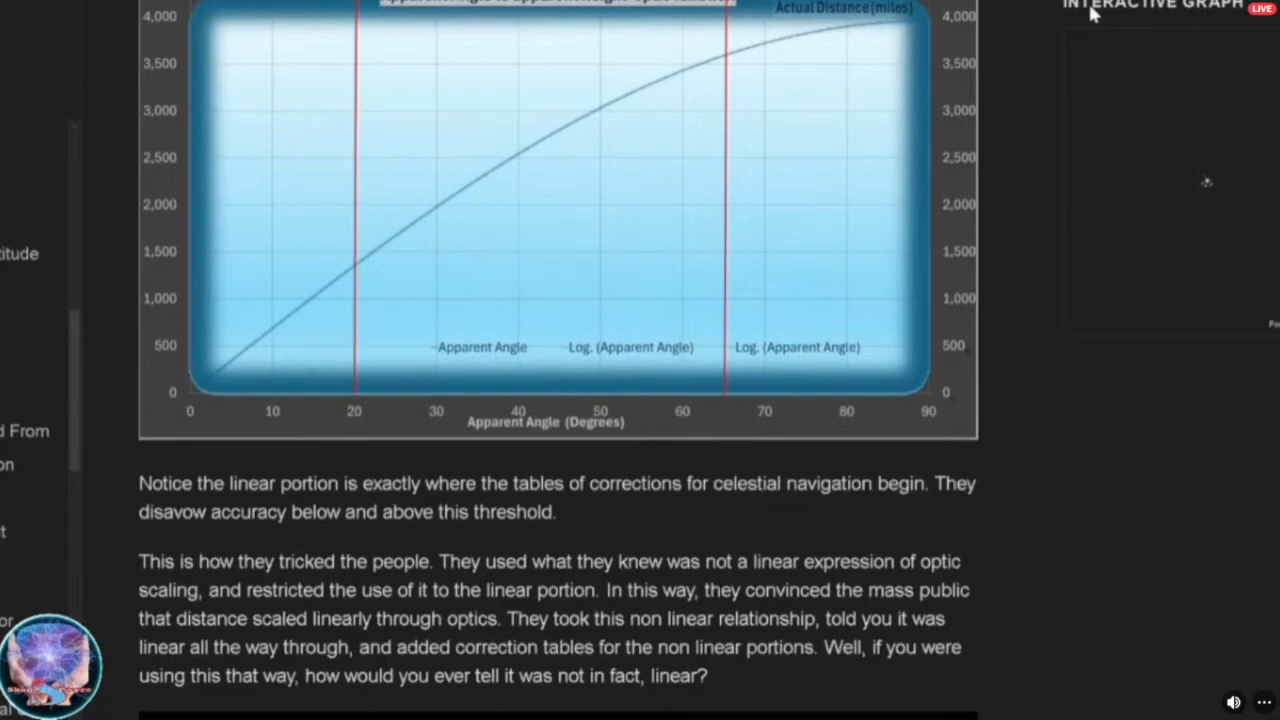 INTERACTIVE GRAPH
LIVE
Actual Distance (miles)
4,000
4,000
3,500
3,500
3,000
3,000
2,500
2,500
2,000
2,000
1,500
1,500
1,000
1,000
500
500
0
0
Apparent Angle
Log. (Apparent Angle)
Log. (Apparent Angle)
0 10 20 30 40 50 60 70 80 90
Apparent Angle (Degrees)
titude
d From
on
t
or
al
Notice the linear portion is exactly where the tables of corrections for celestial navigation begin. They
disavow accuracy below and above this threshold.
This is how they tricked the people. They used what they knew was not a linear expression of optic
scaling, and restricted the use of it to the linear portion. In this way, they convinced the mass public
that distance scaled linearly through optics. They took this non linear relationship, told you it was
linear all the way through, and added correction tables for the non linear portions. Well, if you were
using this that way, how would you ever tell it was not in fact, linear?